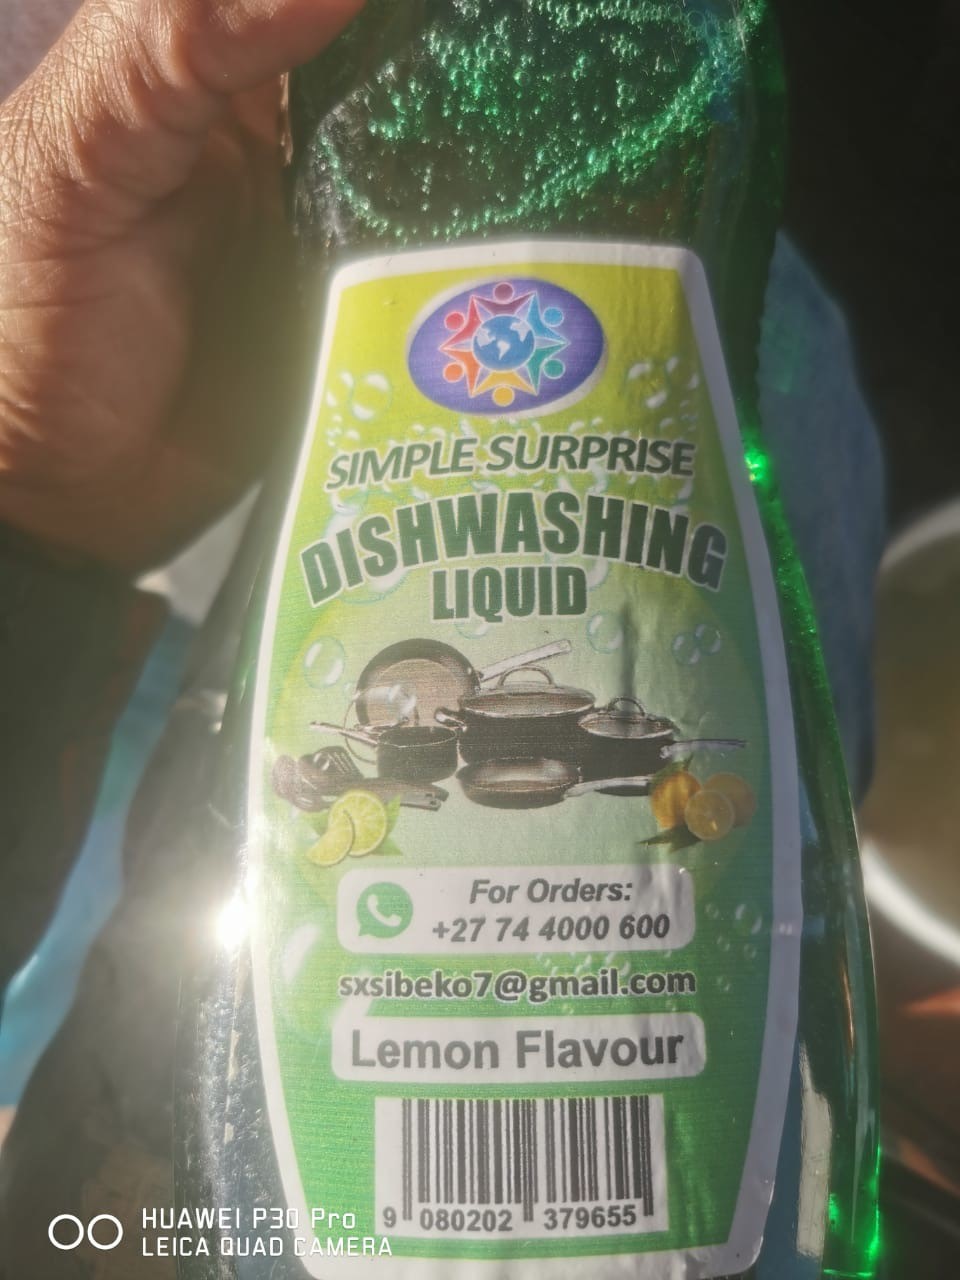 SIMPLE SURPRISE
DISHWASHING
LIQUID
For Orders:
+27 74 4000 600
sxsibeko7@gmail.com
Lemon Flavour
9 080202 379655
HUAWEI P30 Pro
LEICA QUAD CAMERA